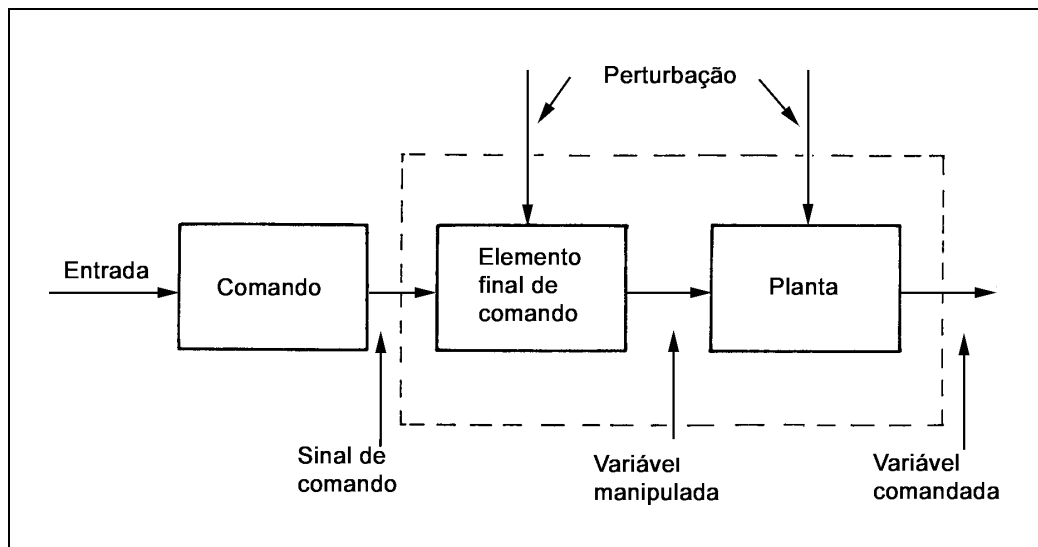 Perturbação
Entrada
Comando
Elemento
final de
comando
Planta
Sinal de
comando
Variável
manipulada
Variável
comandada